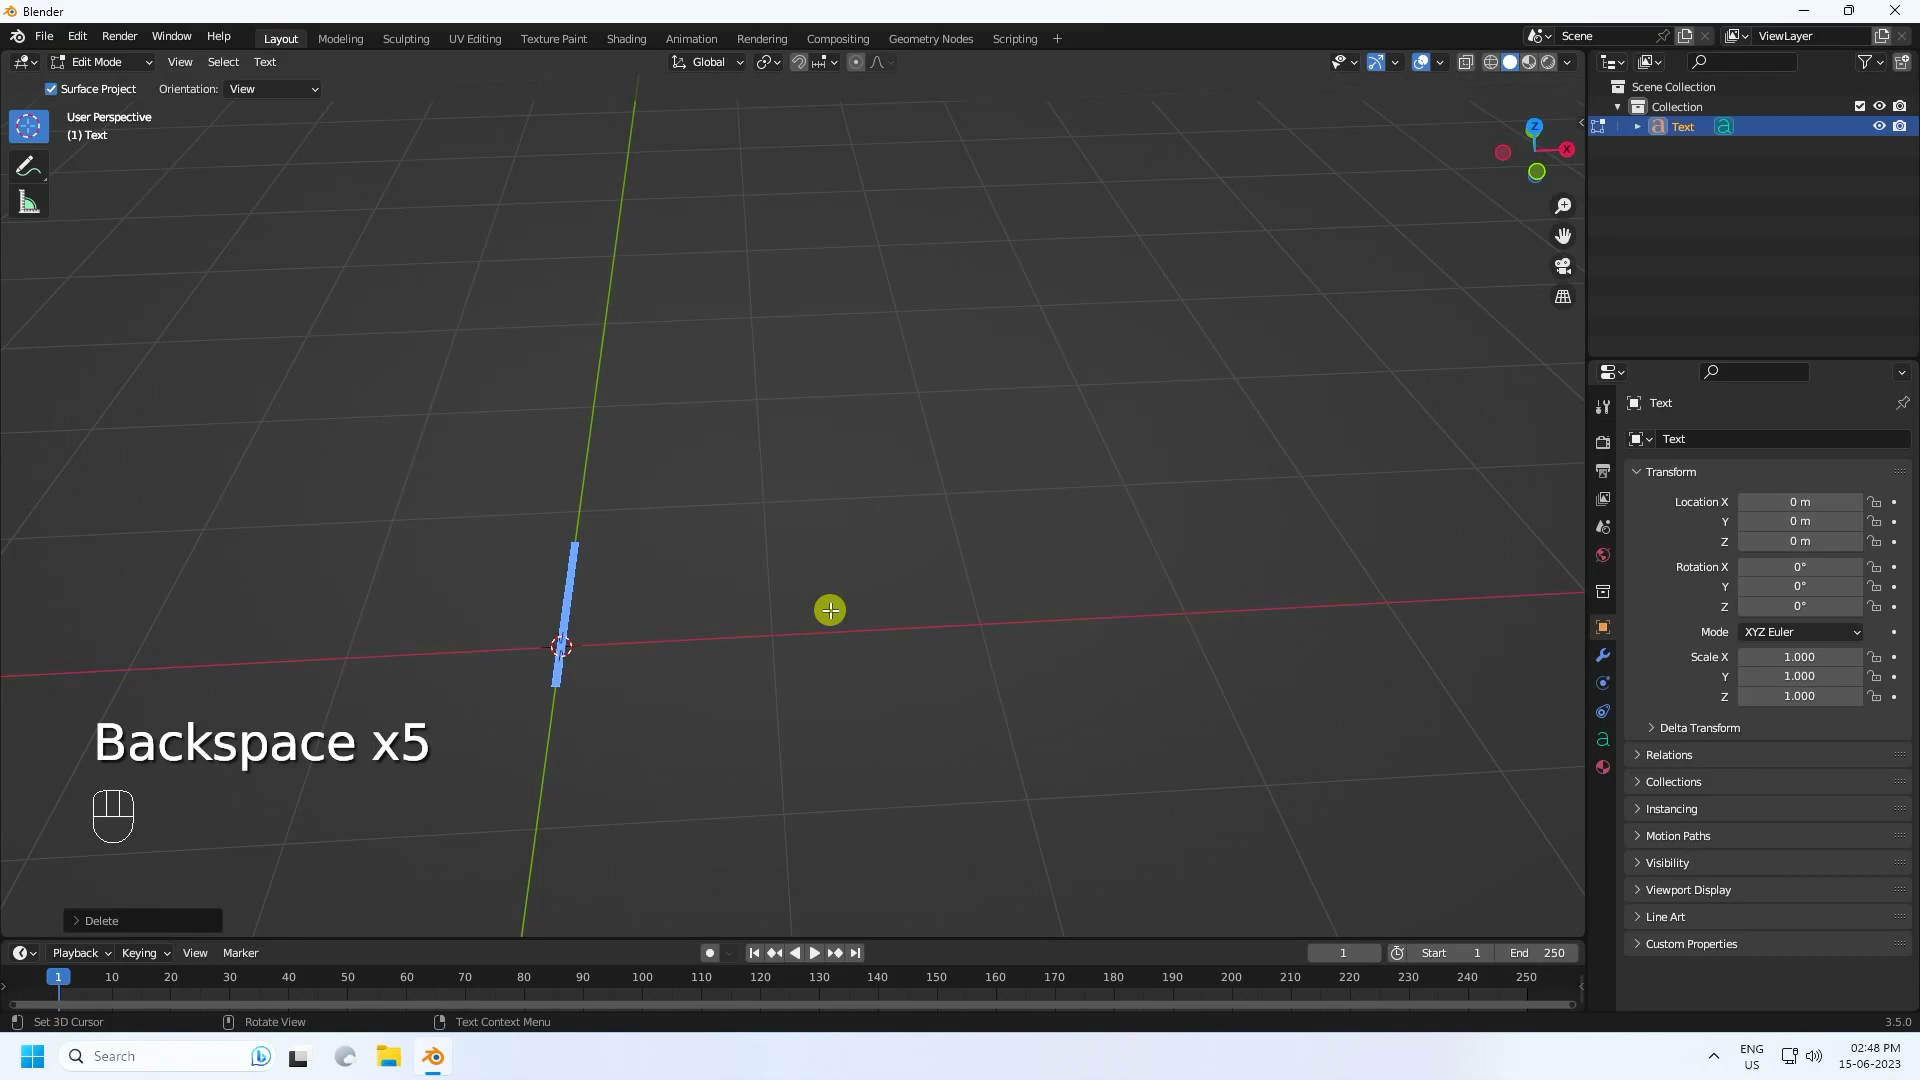 Blender
File Edit Render Window Help Layout Modeling Sculpting UV Editing Texture Paint Shading Animation Rendering Compositing Geometry Nodes Scripting + Scene ViewLayer
Edit Mode View Select Text Global
Surface Project Orientation: View
User Perspective
(1) Text
Z
X
Scene Collection
Collection
Text
Text
Text
Transform
Location X 0 m
Y 0 m
Z 0 m
Rotation X 0°
Y 0°
Z 0°
Mode XYZ Euler
Scale X 1.000
Y 1.000
Z 1.000
Delta Transform
Relations
Collections
Instancing
Motion Paths
Visibility
Viewport Display
Line Art
Custom Properties
Backspace x5
Delete
Playback Keying View Marker 1 Start 1 End 250
1 10 20 30 40 50 60 70 80 90 100 110 120 130 140 150 160 170 180 190 200 210 220 230 240 250
Set 3D Cursor Rotate View Text Context Menu 3.5.0
Search
ENG
US
02:48 PM
15-06-2023